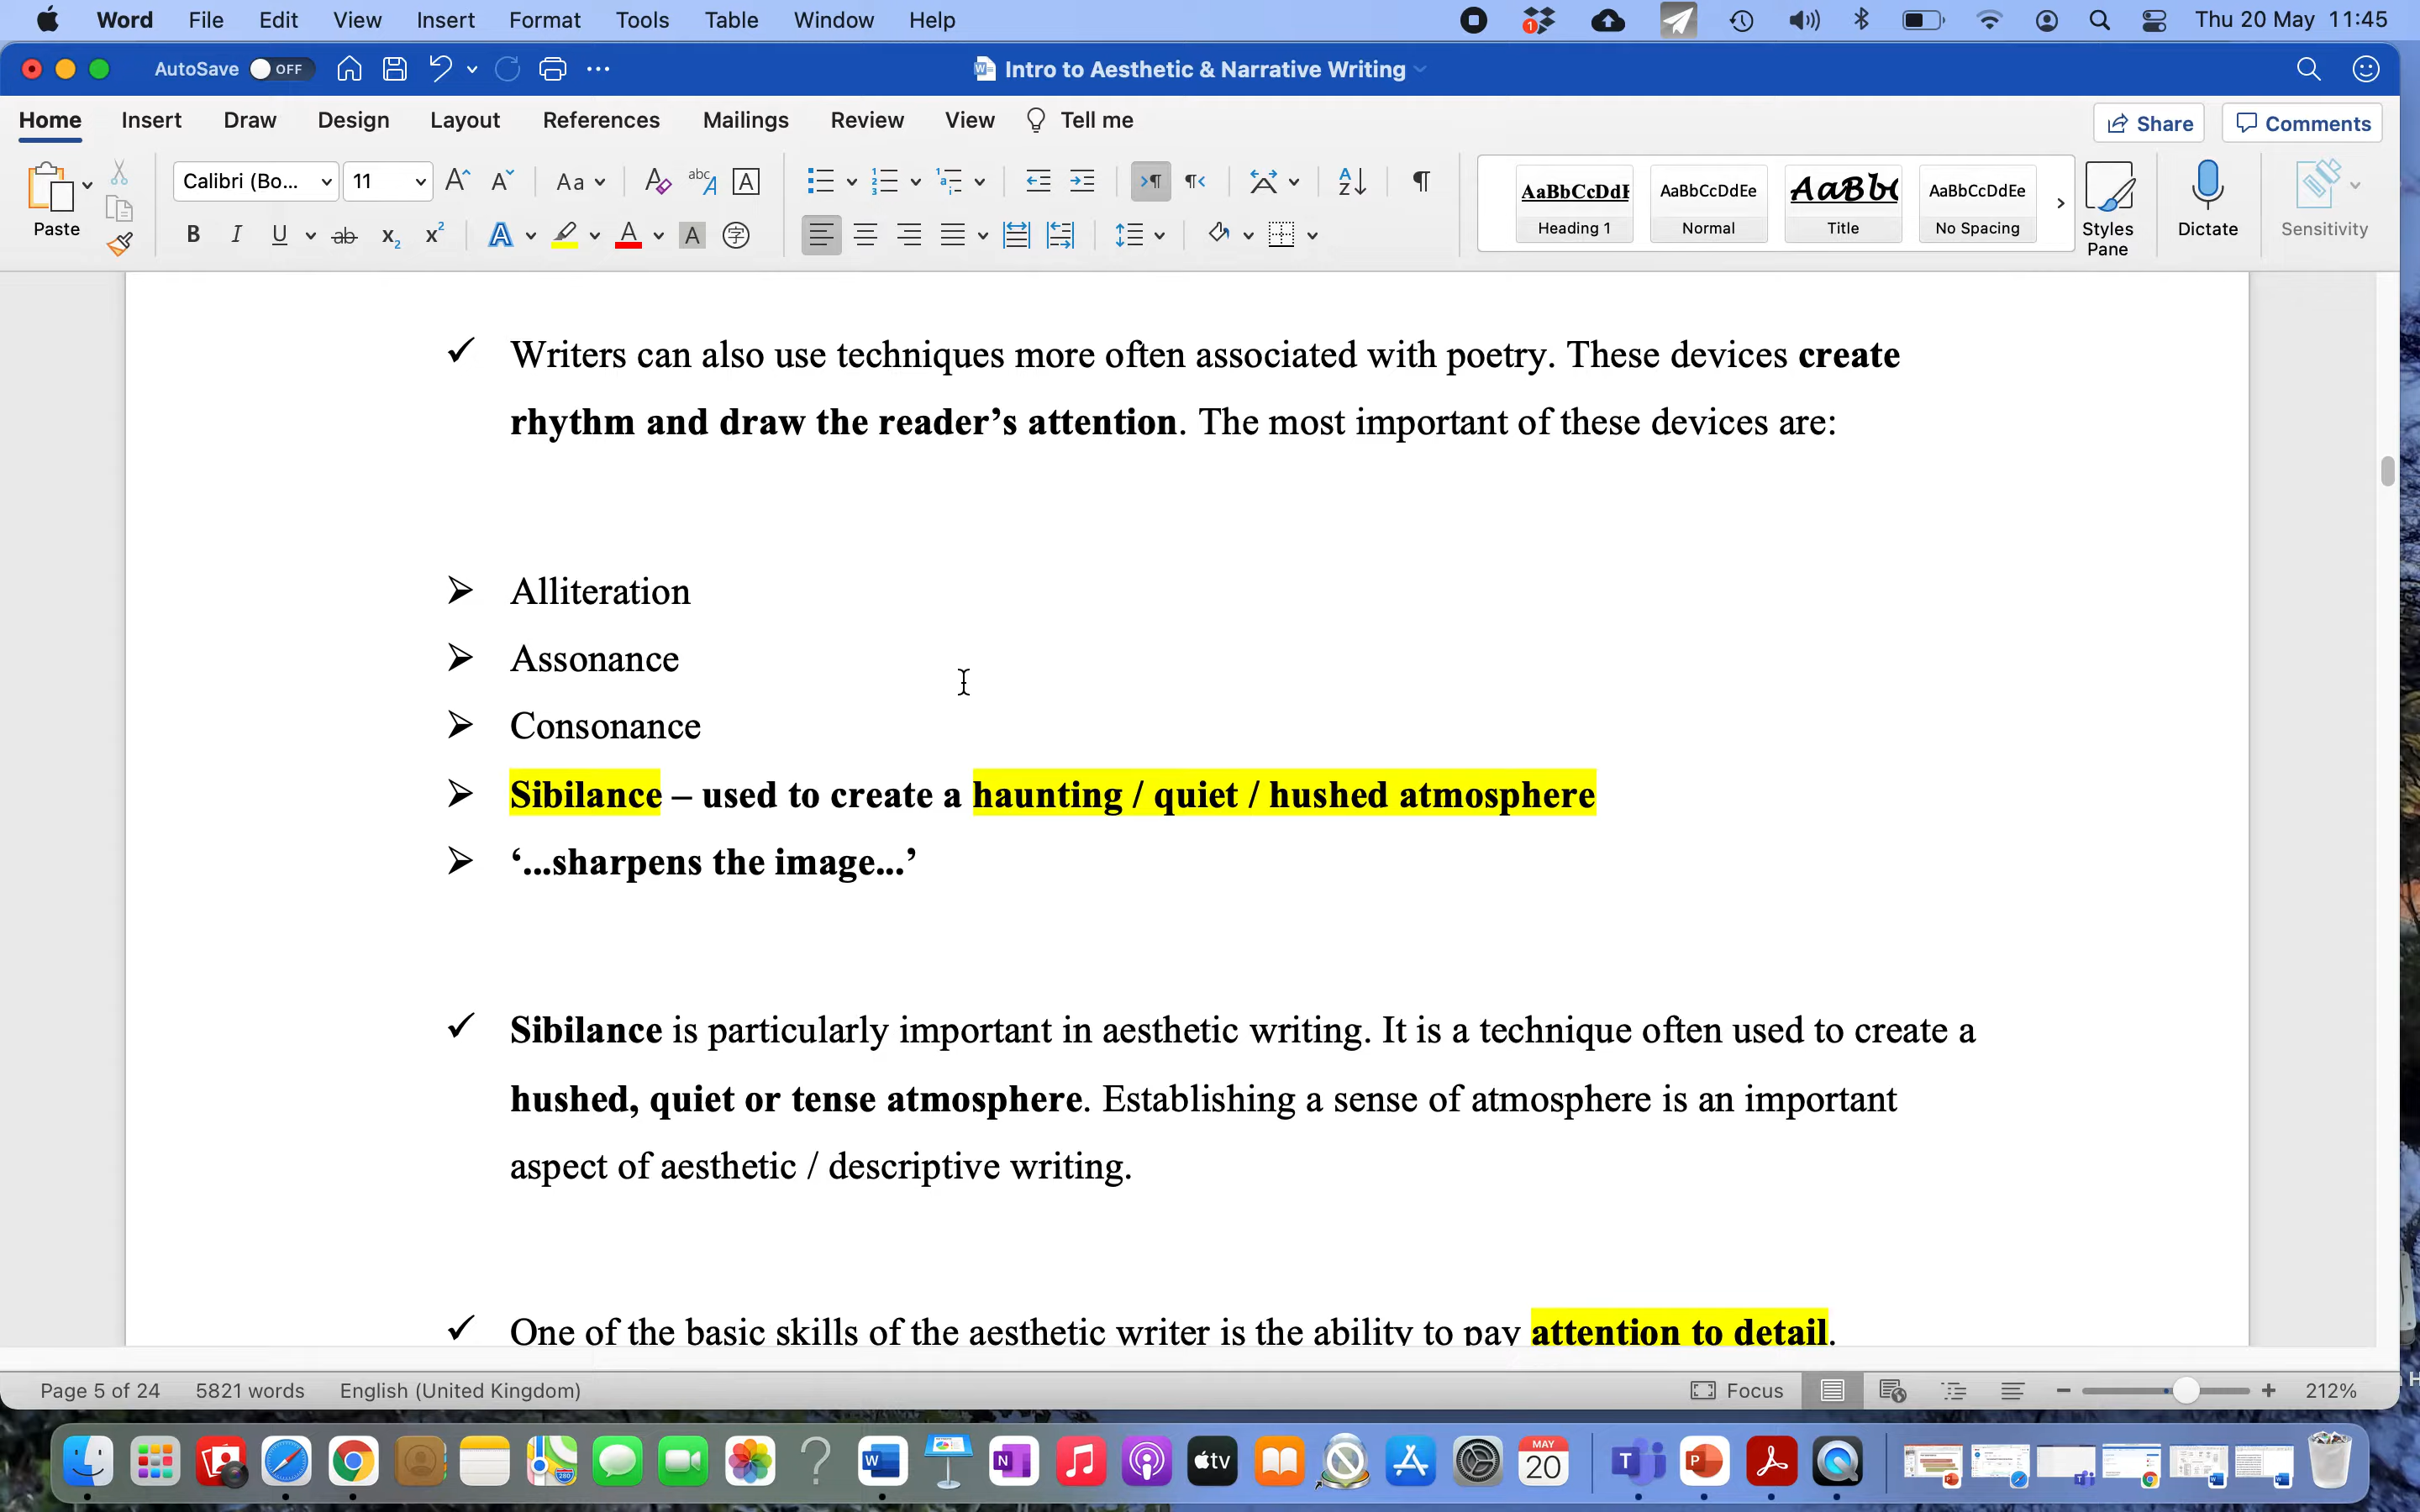 Word File Edit View Insert Format Tools Table Window Help Thu 20 May 11:45
AutoSave OFF Intro to Aesthetic & Narrative Writing
Home Insert Draw Design Layout References Mailings Review View Tell me Share Comments
Paste Calibri (Bo... 11 AaBbCcDdE Heading 1 AaBbCcDdEe Normal AaBb( Title AaBbCcDdEe No Spacing Styles Pane Dictate Sensitivity
✓ Writers can also use techniques more often associated with poetry. These devices create
rhythm and draw the reader’s attention. The most important of these devices are:
➢ Alliteration
➢ Assonance
➢ Consonance
➢ Sibilance – used to create a haunting / quiet / hushed atmosphere
➢ ‘...sharpens the image...’
✓ Sibilance is particularly important in aesthetic writing. It is a technique often used to create a
hushed, quiet or tense atmosphere. Establishing a sense of atmosphere is an important
aspect of aesthetic / descriptive writing.
✓ One of the basic skills of the aesthetic writer is the ability to pay attention to detail.
Page 5 of 24 5821 words English (United Kingdom) Focus 212%
tv MAY 20